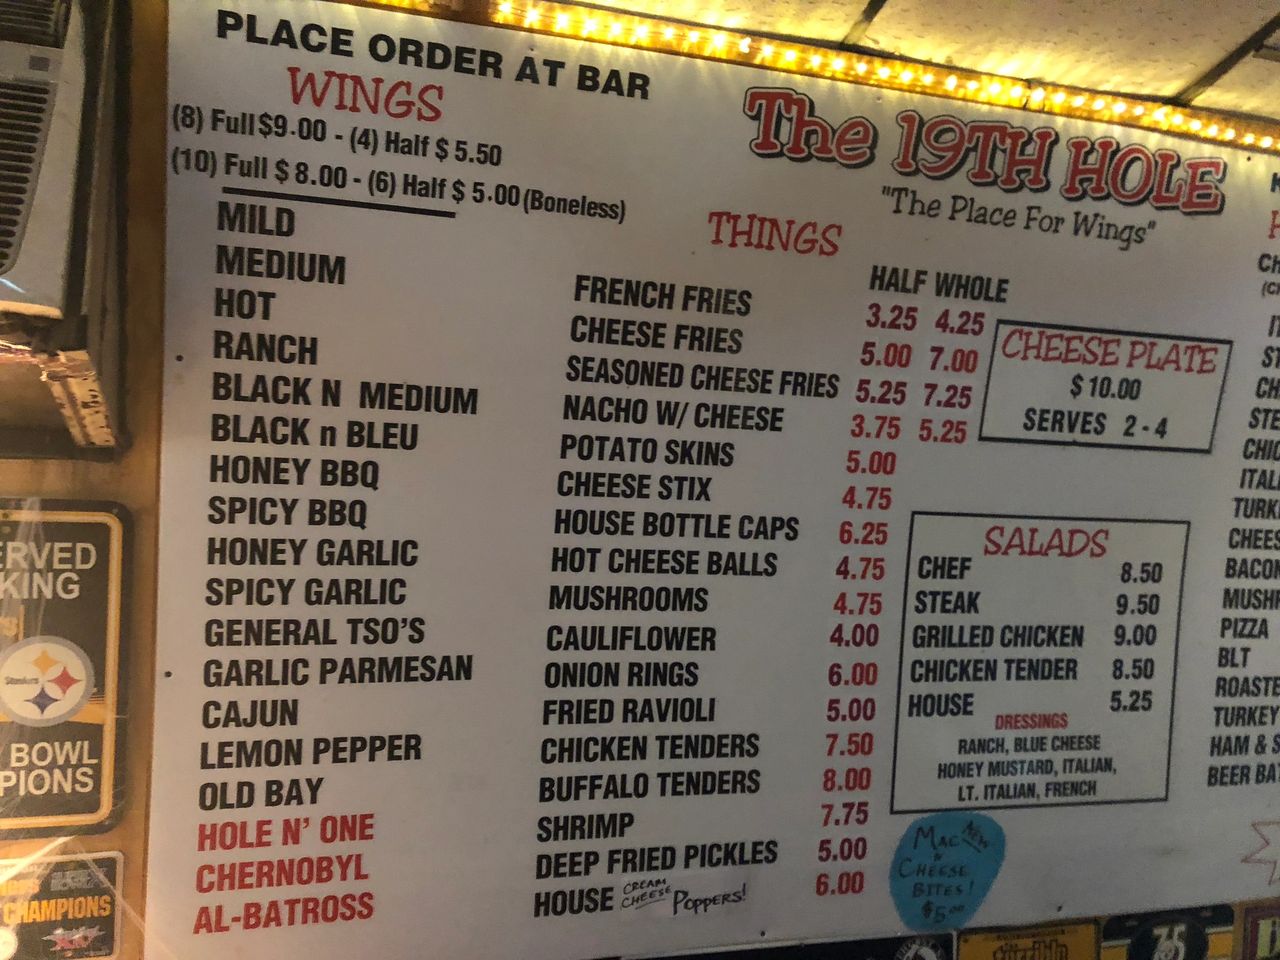 PLACE ORDER AT BAR
WINGS
(8) Full $9.00 - (4) Half $ 5.50
(10) Full $ 8.00 - (6) Half $ 5.00 (Boneless)
MILD
MEDIUM
HOT
RANCH
BLACK N MEDIUM
BLACK n BLEU
HONEY BBQ
SPICY BBQ
HONEY GARLIC
SPICY GARLIC
GENERAL TSO'S
GARLIC PARMESAN
CAJUN
LEMON PEPPER
OLD BAY
HOLE N' ONE
CHERNOBYL
AL-BATROSS
The 19TH HOLE
"The Place For Wings"
THINGS
HALF WHOLE
FRENCH FRIES 3.25 4.25
CHEESE FRIES 5.00 7.00
SEASONED CHEESE FRIES 5.25 7.25
NACHO W/ CHEESE 3.75 5.25
POTATO SKINS 5.00
CHEESE STIX 4.75
HOUSE BOTTLE CAPS 6.25
HOT CHEESE BALLS 4.75
MUSHROOMS 4.75
CAULIFLOWER 4.00
ONION RINGS 6.00
FRIED RAVIOLI 5.00
CHICKEN TENDERS 7.50
BUFFALO TENDERS 8.00
SHRIMP 7.75
DEEP FRIED PICKLES 5.00
HOUSE CREAM CHEESE POPPERS! 6.00
CHEESE PLATE
$ 10.00
SERVES 2 - 4
SALADS
CHEF 8.50
STEAK 9.50
GRILLED CHICKEN 9.00
CHICKEN TENDER 8.50
HOUSE 5.25
DRESSINGS
RANCH, BLUE CHEESE
HONEY MUSTARD, ITALIAN,
LT. ITALIAN, FRENCH
NEW
MAC N
CHEESE
BITES!
$5.00
PIZZA
BLT
TURKEY
HAM & S
ERVED
KING
Steelers
BOWL
PIONS
CHAMPIONS
75